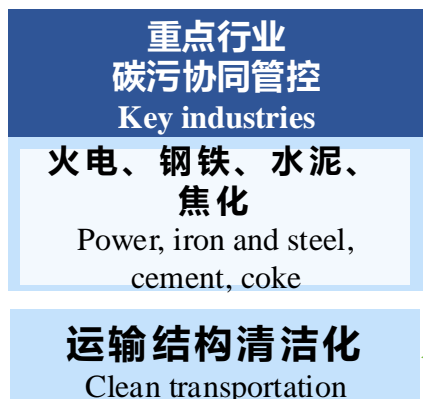 重点行业
碳污协同管控
Key industries
火电、钢铁、水泥、
焦化
Power, iron and steel,
cement, coke
运输结构清洁化
Clean transportation